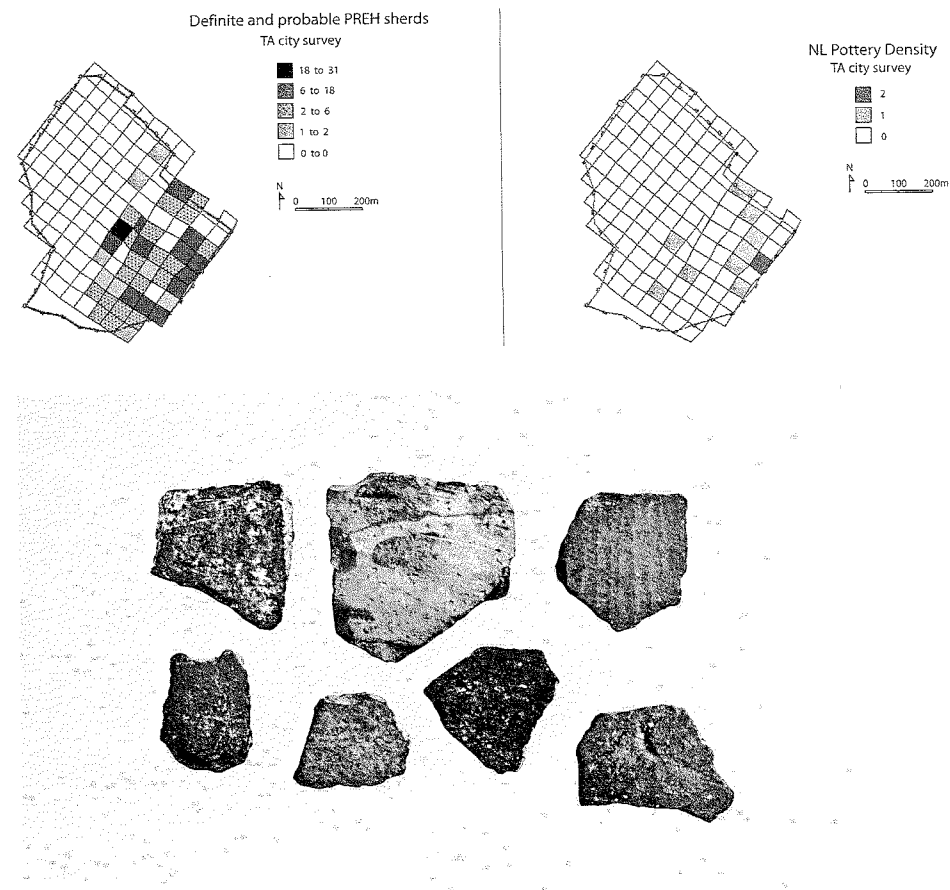 Definite and probable PREH sherds
TA city survey
18 to 31
6 to 18
2 to 6
1 to 2
0 to 0
N
0 100 200m
NL Pottery Density
TA city survey
2
1
0
N
0 100 200m